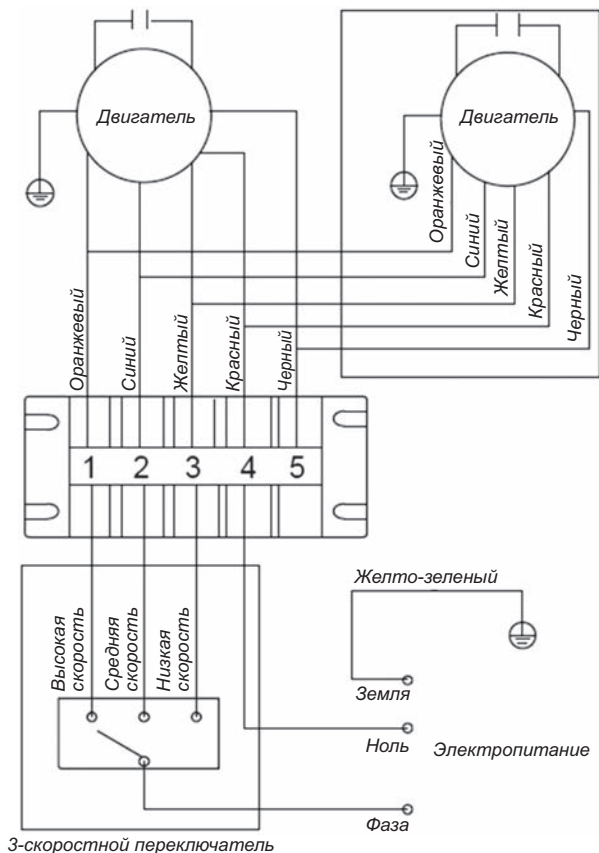 Двигатель
Двигатель
Оранжевый
Синий
Желтый
Красный
Черный
Оранжевый
Синий
Желтый
Красный
Черный
1 2 3 4 5
Высокая
скорость
Средняя
скорость
Низкая
скорость
Желто-зеленый
Земля
Ноль
Электропитание
Фаза
3-скоростной переключатель